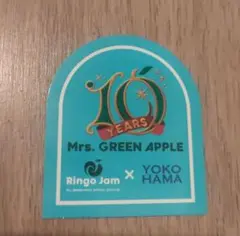 10
YEARS
Mrs. GREEN APPLE
Ringo Jam
×
YOKO
HAMA